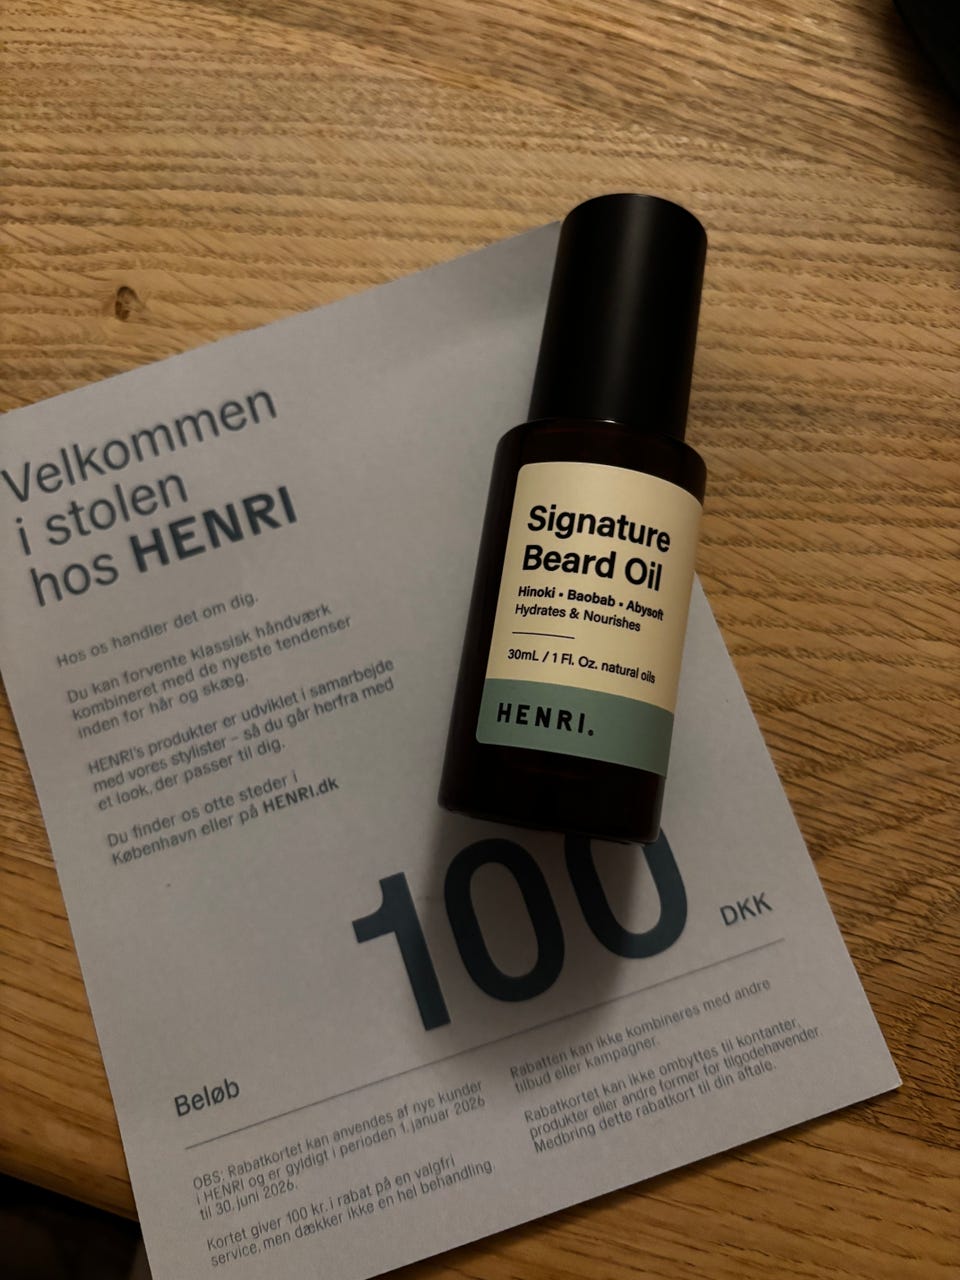 Velkommen
i stolen
hos HENRI
Hos os handler det om dig.
Du kan forvente klassisk håndværk
kombineret med de nyeste tendenser
inden for hår og skæg.
HENRI's produkter er udviklet i samarbejde
med vores stylister – så du går herfra med
et look, der passer til dig.
Du finder os otte steder i
København eller på HENRI.dk
Signature
Beard Oil
Hinoki • Baobab • Abysoft
Hydrates & Nourishes
30mL / 1 Fl. Oz. natural oils
HENRI.
100
DKK
Beløb
OBS: Rabatkortet kan anvendes af nye kunder
i HENRI og er gyldigt i perioden 1. januar 2026
til 30. juni 2026.
Kortet giver 100 kr. i rabat på en valgfri
service, men dækker ikke en hel behandling.
Rabatten kan ikke kombineres med andre
tilbud eller kampagner.
Rabatkortet kan ikke ombyttes til kontanter,
produkter eller andre former for tilgodehavender.
Medbring dette rabatkort til din aftale.